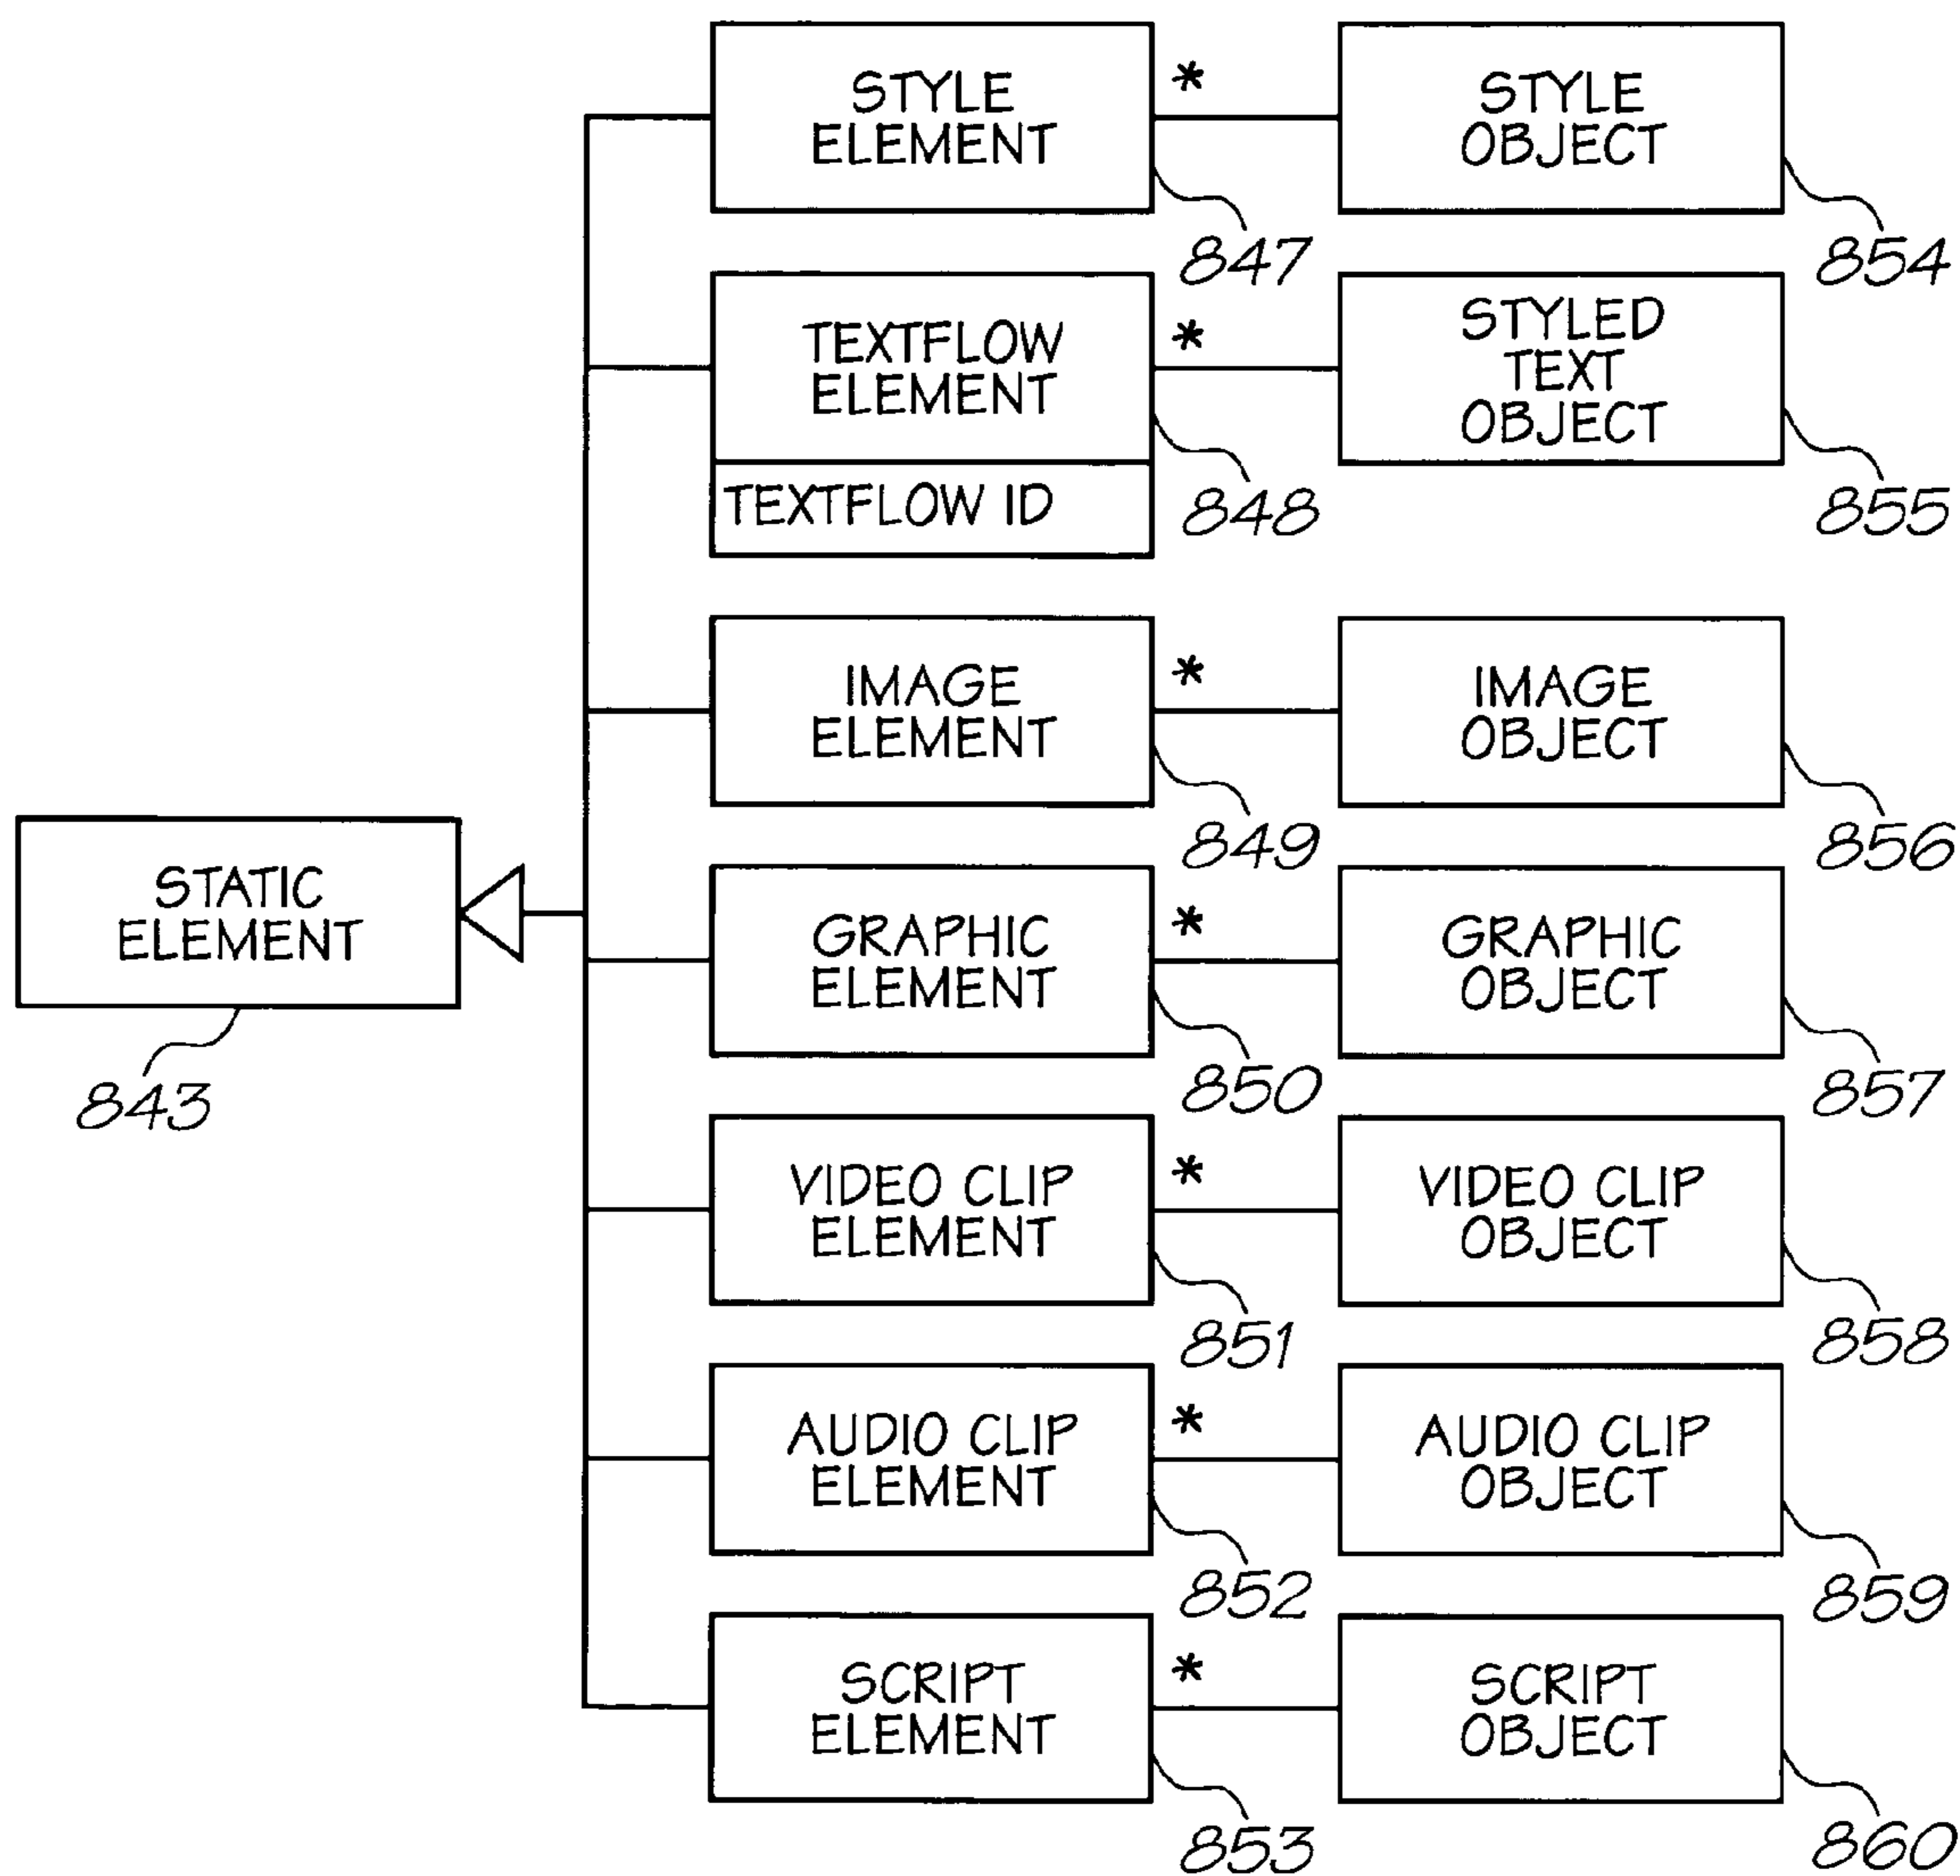 STYLE
ELEMENT
*
847
STYLE
OBJECT
854
TEXTFLOW
ELEMENT
TEXTFLOW ID
*
848
STYLED
TEXT
OBJECT
855
IMAGE
ELEMENT
*
849
IMAGE
OBJECT
856
STATIC
ELEMENT
843
GRAPHIC
ELEMENT
*
850
GRAPHIC
OBJECT
857
VIDEO CLIP
ELEMENT
*
851
VIDEO CLIP
OBJECT
858
AUDIO CLIP
ELEMENT
*
852
AUDIO CLIP
OBJECT
859
SCRIPT
ELEMENT
*
853
SCRIPT
OBJECT
860